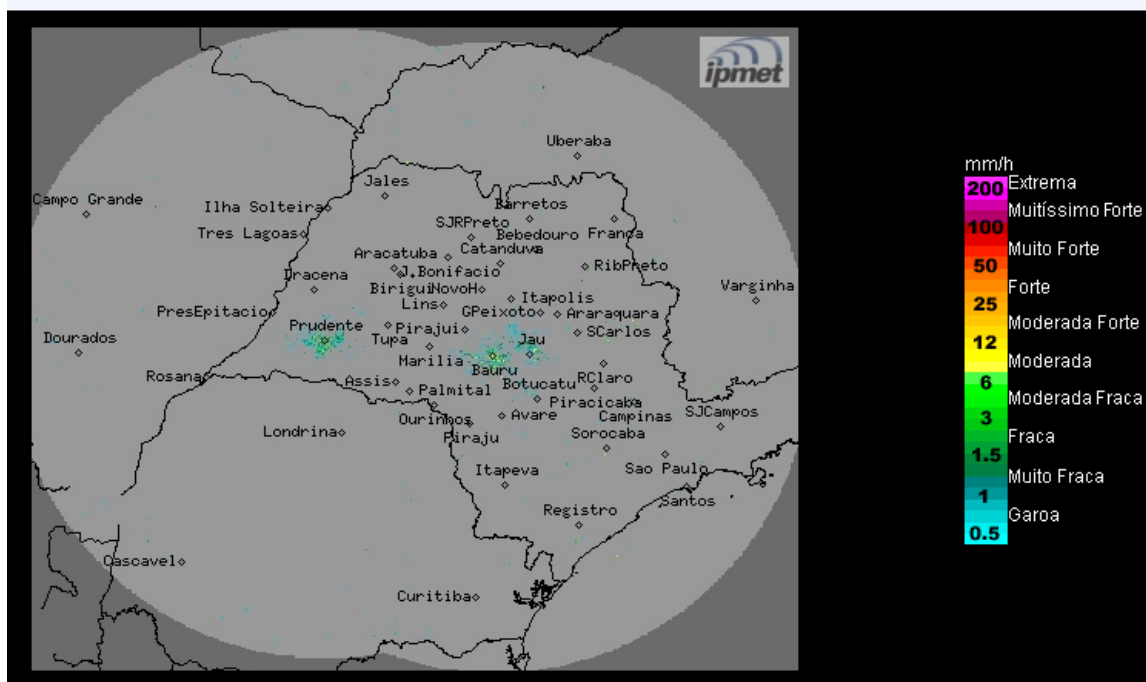 ipmet
Uberaba
Jales
Campo Grande
Ilha Solteira
Barretos
SJRPreto
Tres Lagoas
Bebedouro
Franca
Aracatuba
Catanduva
Dracena
J.Bonifacio
RibPreto
Birigui
NovoH
Varginha
Lins
Itapolis
PresEpitacio
GPeixoto
Araraquara
Prudente
Tupa
Pirajui
SCarlos
Dourados
Jau
Marilia
Bauru
Rosana
Assis
Palmital
Botucatu
RClaro
Piracicaba
Ourinhos
Avare
Campinas
SJCampos
Londrina
Piraju
Sorocaba
Itapeva
Sao Paulo
Santos
Registro
Cascavel
Curitiba
mm/h
200 Extrema
Muitíssimo Forte
100
Muito Forte
50
Forte
25
Moderada Forte
12
Moderada
6
Moderada Fraca
3
Fraca
1.5
Muito Fraca
1
Garoa
0.5